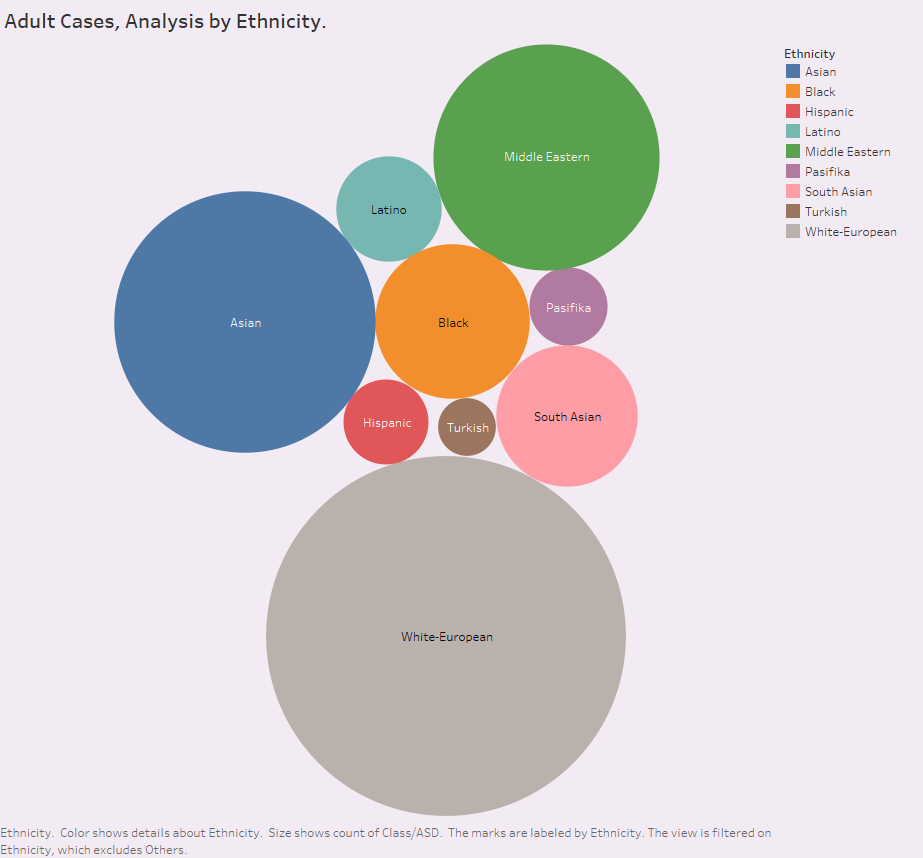 Adult Cases, Analysis by Ethnicity.
Ethnicity
Asian
Black
Hispanic
Latino
Middle Eastern
Pasifika
South Asian
Turkish
White-European
Middle Eastern
Latino
Asian
Black
Pasifika
Hispanic
Turkish
South Asian
White-European
Ethnicity.  Color shows details about Ethnicity.  Size shows count of Class/ASD.  The marks are labeled by Ethnicity. The view is filtered on
Ethnicity, which excludes Others.